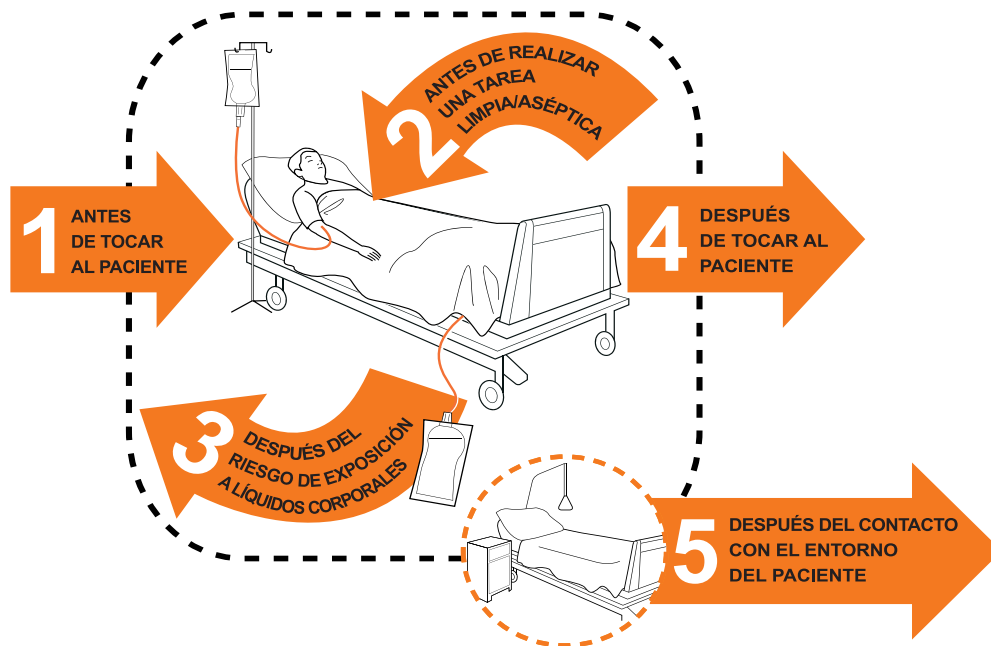 1
ANTES
DE TOCAR
AL PACIENTE
2
ANTES DE REALIZAR
UNA TAREA
LIMPIA/ASÉPTICA
3
DESPUÉS DEL
RIESGO DE EXPOSICIÓN
A LÍQUIDOS CORPORALES
4
DESPUÉS
DE TOCAR AL
PACIENTE
5
DESPUÉS DEL CONTACTO
CON EL ENTORNO
DEL PACIENTE